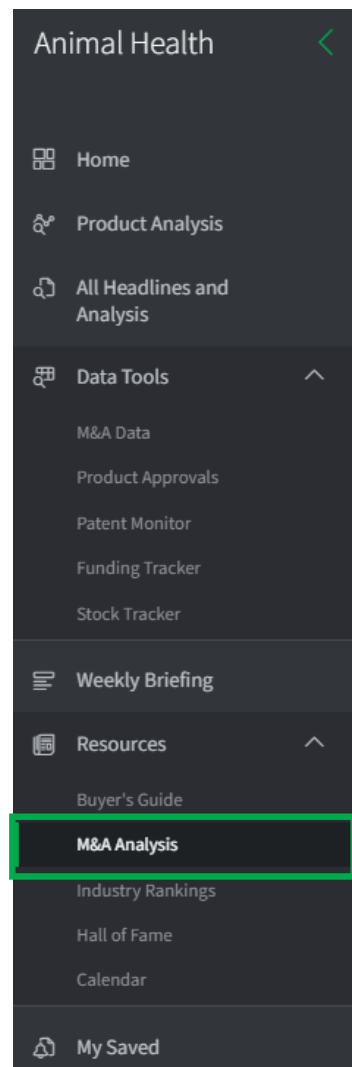 Animal Health
Home
Product Analysis
All Headlines and
Analysis
Data Tools
M&A Data
Product Approvals
Patent Monitor
Funding Tracker
Stock Tracker
Weekly Briefing
Resources
Buyer's Guide
M&A Analysis
Industry Rankings
Hall of Fame
Calendar
My Saved